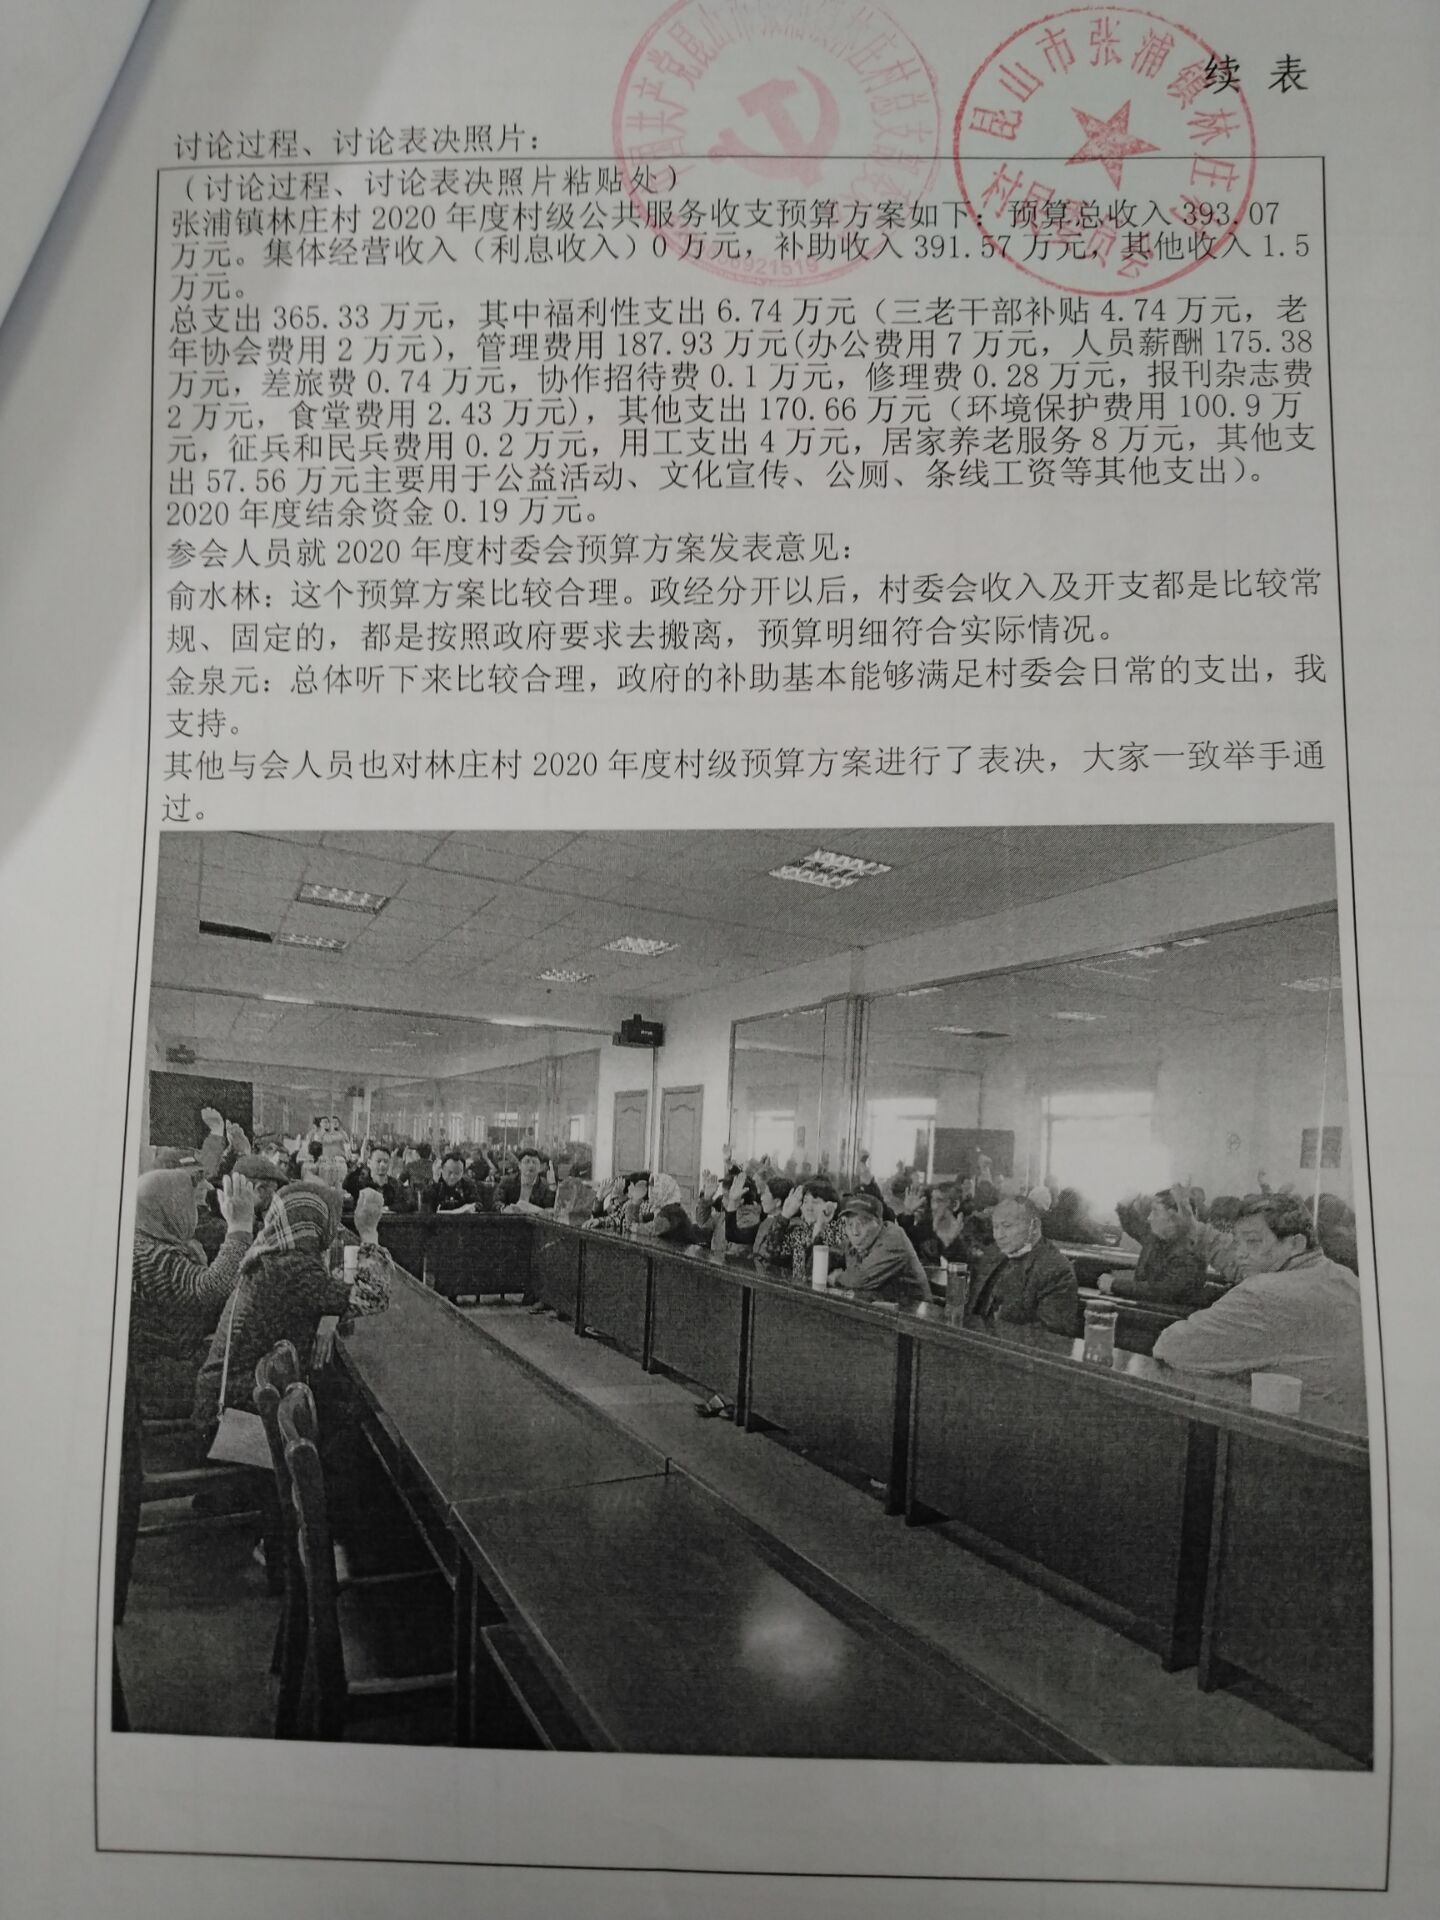 续 表
昆山市张浦镇林庄村
村民委员会
讨论过程、讨论表决照片：
（讨论过程、讨论表决照片粘贴处）
张浦镇林庄村 2020 年度村级公共服务收支预算方案如下：预算总收入 393.07
万元。集体经营收入（利息收入）0 万元，补助收入 391.57 万元，其他收入 1.5
万元。
总支出 365.33 万元，其中福利性支出 6.74 万元（三老干部补贴 4.74 万元，老
年协会费用 2 万元），管理费用 187.93 万元(办公费用 7 万元，人员薪酬 175.38
万元，差旅费 0.74 万元，协作招待费 0.1 万元，修理费 0.28 万元，报刊杂志费
2 万元，食堂费用 2.43 万元)，其他支出 170.66 万元（环境保护费用 100.9 万
元，征兵和民兵费用 0.2 万元，用工支出 4 万元，居家养老服务 8 万元，其他支
出 57.56 万元主要用于公益活动、文化宣传、公厕、条线工资等其他支出）。
2020 年度结余资金 0.19 万元。
参会人员就 2020 年度村委会预算方案发表意见：
俞水林：这个预算方案比较合理。政经分开以后，村委会收入及开支都是比较常
规、固定的，都是按照政府要求去搬离，预算明细符合实际情况。
金泉元：总体听下来比较合理，政府的补助基本能够满足村委会日常的支出，我
支持。
其他与会人员也对林庄村 2020 年度村级预算方案进行了表决，大家一致举手通
过。